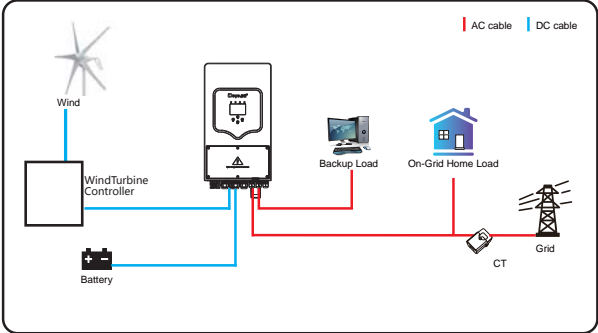 AC cable
DC cable
Wind
Backup Load
On-Grid Home Load
WindTurbine
Controller
Grid
CT
Battery